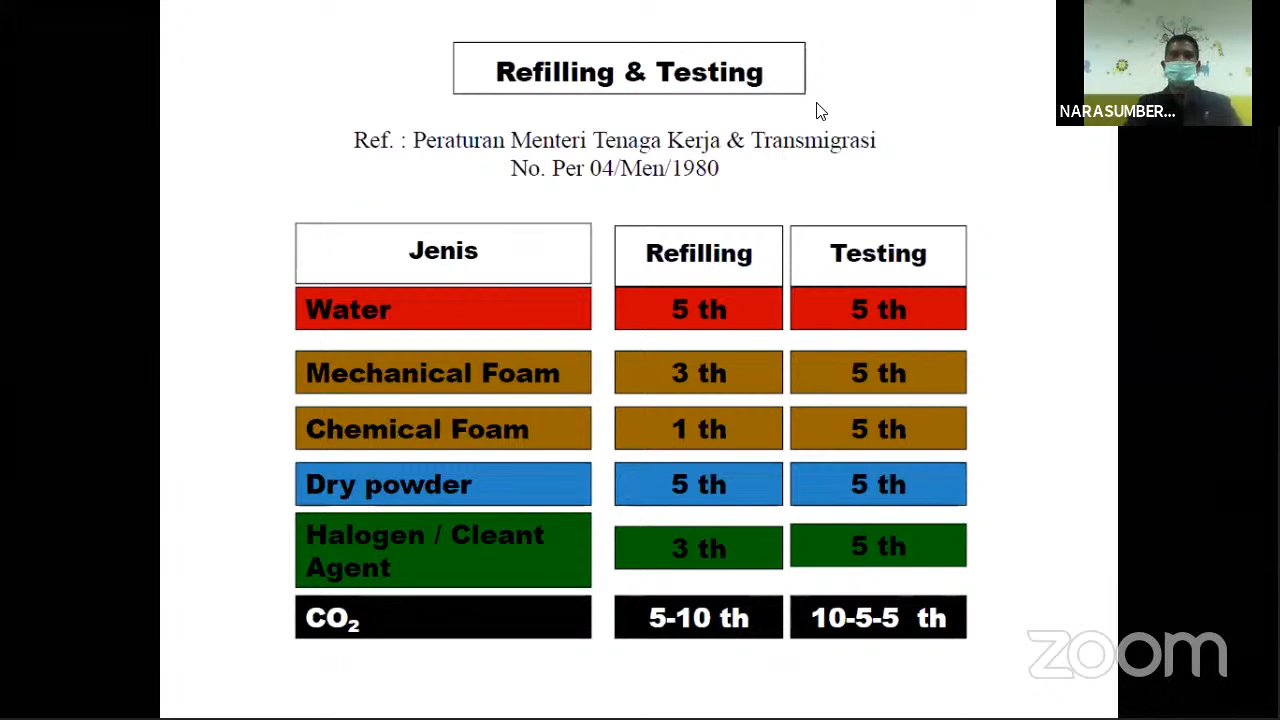 Refilling & Testing
NARASUMBER...
Ref. : Peraturan Menteri Tenaga Kerja & Transmigrasi
No. Per 04/Men/1980
Jenis Refilling Testing
Water 5 th 5 th
Mechanical Foam 3 th 5 th
Chemical Foam 1 th 5 th
Dry powder 5 th 5 th
Halogen / Cleant
Agent 3 th 5 th
CO₂ 5-10 th 10-5-5 th
zoom